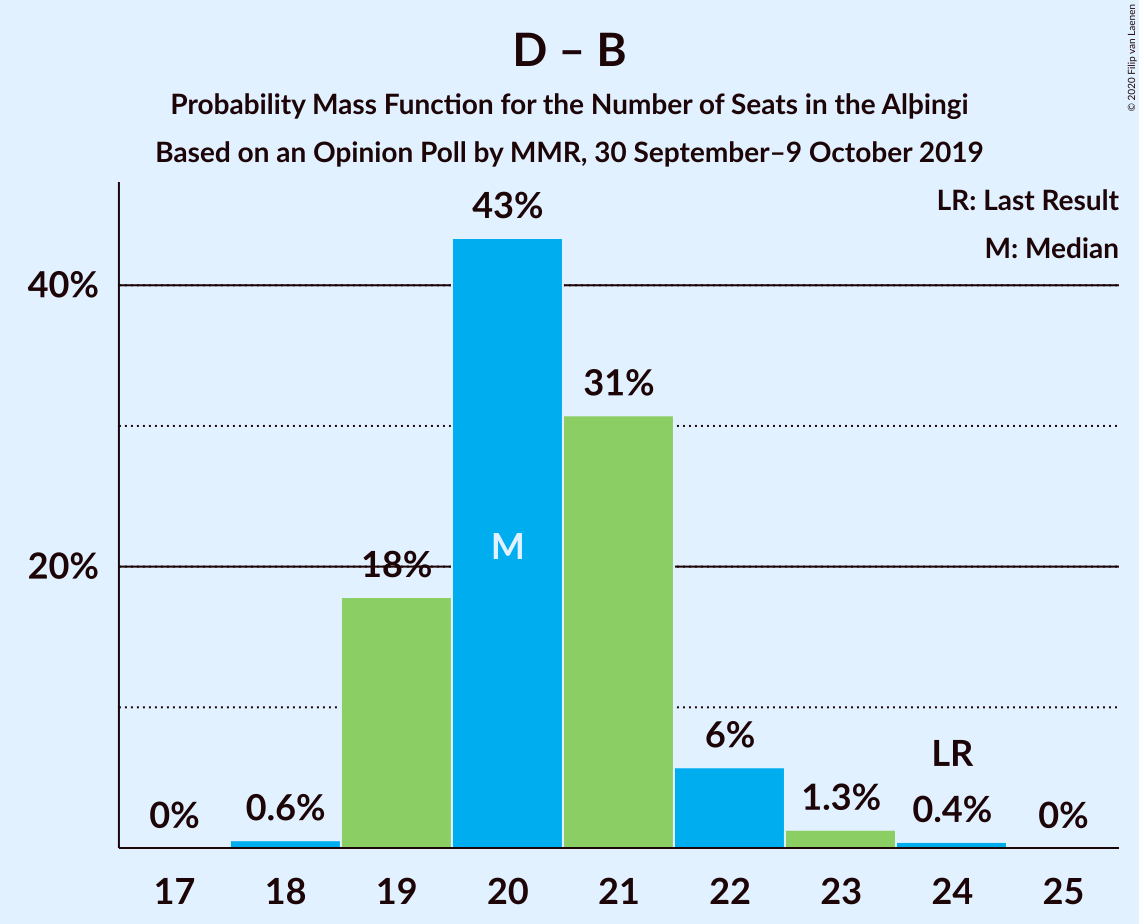 D – B
Probability Mass Function for the Number of Seats in the Alþingi
Based on an Opinion Poll by MMR, 30 September–9 October 2019
© 2020 Filip van Laenen
LR: Last Result
M: Median
43%
40%
31%
M
20%
18%
6%
LR
0%
0.6%
1.3%
0.4%
0%
17 18 19 20 21 22 23 24 25